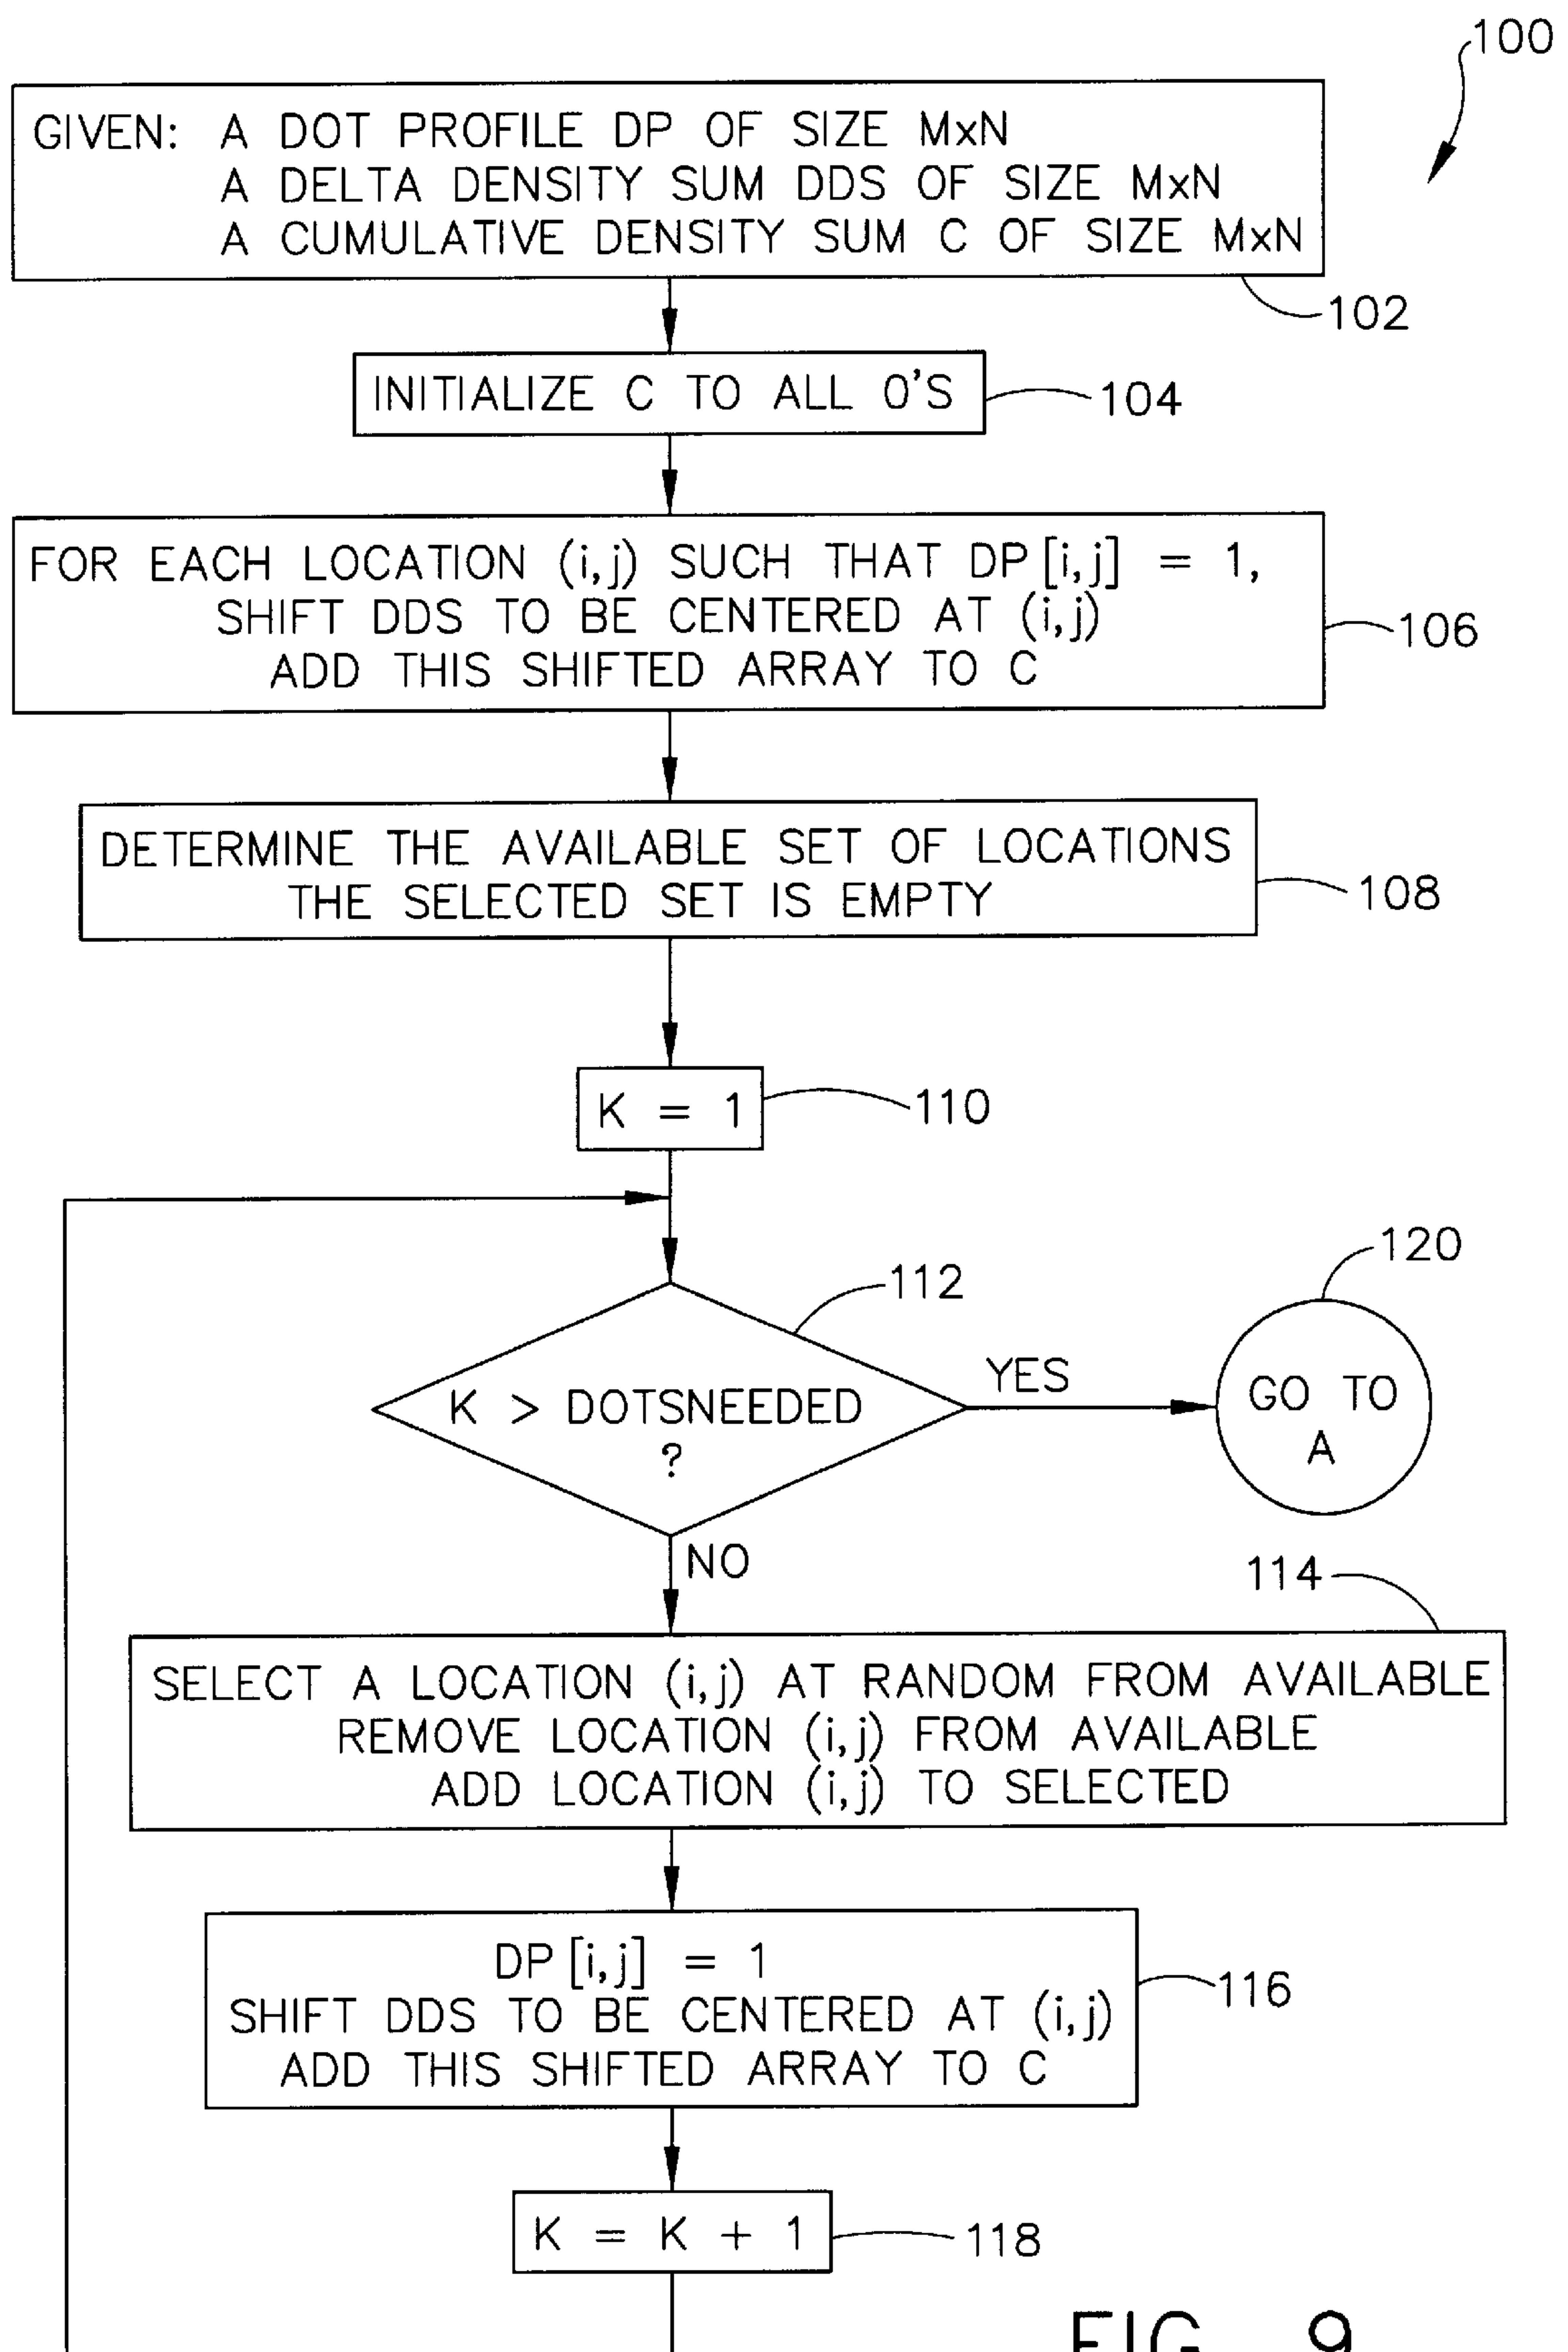 100
GIVEN: A DOT PROFILE DP OF SIZE MxN
A DELTA DENSITY SUM DDS OF SIZE MxN
A CUMULATIVE DENSITY SUM C OF SIZE MxN
102
INITIALIZE C TO ALL 0'S
104
FOR EACH LOCATION (i,j) SUCH THAT DP[i,j] = 1,
SHIFT DDS TO BE CENTERED AT (i,j)
ADD THIS SHIFTED ARRAY TO C
106
DETERMINE THE AVAILABLE SET OF LOCATIONS
THE SELECTED SET IS EMPTY
108
K = 1
110
112
K > DOTSNEEDED
?
YES
120
GO TO
A
NO
114
SELECT A LOCATION (i,j) AT RANDOM FROM AVAILABLE
REMOVE LOCATION (i,j) FROM AVAILABLE
ADD LOCATION (i,j) TO SELECTED
DP[i,j] = 1
SHIFT DDS TO BE CENTERED AT (i,j)
ADD THIS SHIFTED ARRAY TO C
116
K = K + 1
118
FIG. 9